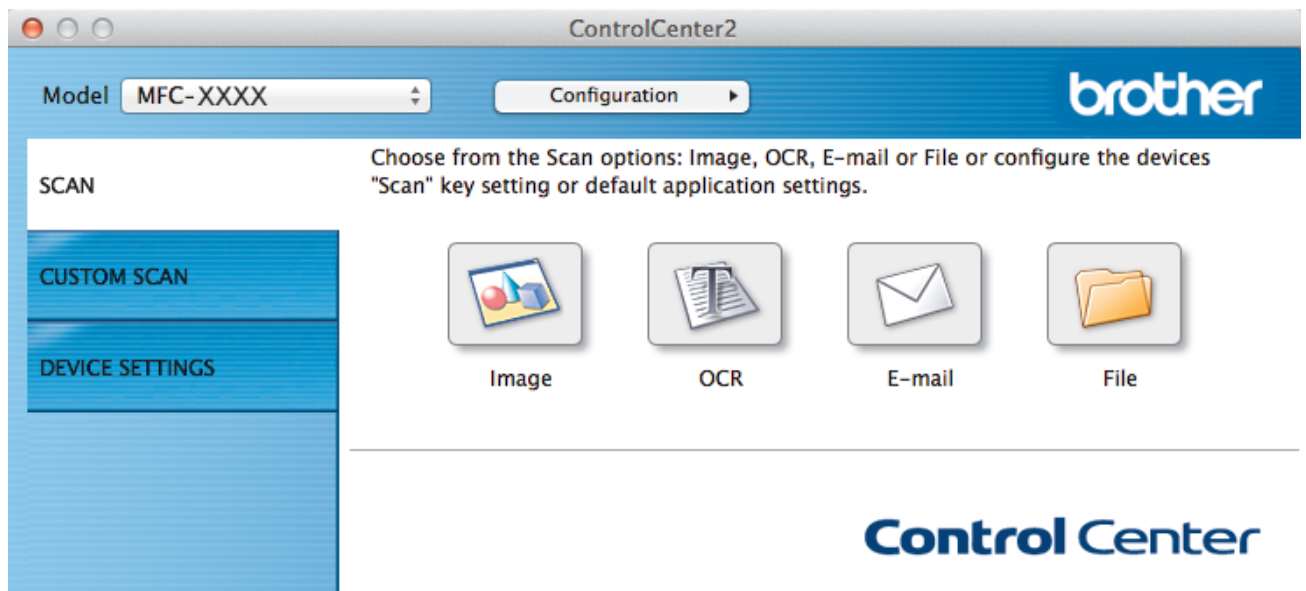 ControlCenter2
Model MFC-XXXX Configuration brother
SCAN
CUSTOM SCAN
DEVICE SETTINGS
Choose from the Scan options: Image, OCR, E-mail or File or configure the devices
"Scan" key setting or default application settings.
T
Image OCR E-mail File
Control Center